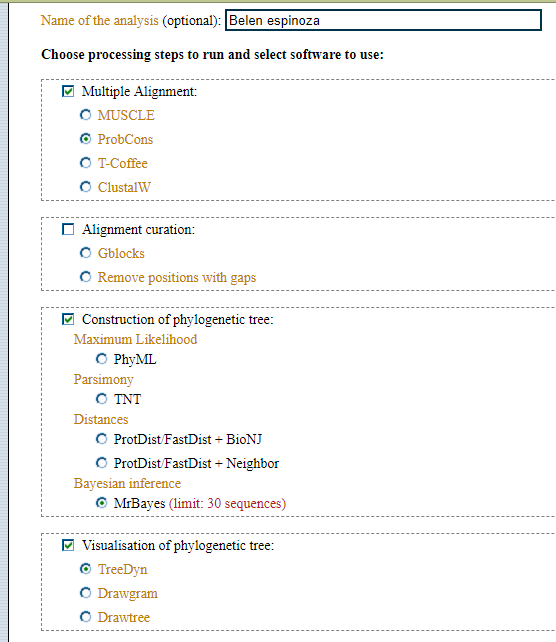 Name of the analysis (optional): Belen espinoza
Choose processing steps to run and select software to use:
Multiple Alignment:
MUSCLE
ProbCons
T-Coffee
ClustalW
Alignment curation:
Gblocks
Remove positions with gaps
Construction of phylogenetic tree:
Maximum Likelihood
PhyML
Parsimony
TNT
Distances
ProtDist/FastDist + BioNJ
ProtDist/FastDist + Neighbor
Bayesian inference
MrBayes (limit: 30 sequences)
Visualisation of phylogenetic tree:
TreeDyn
Drawgram
Drawtree